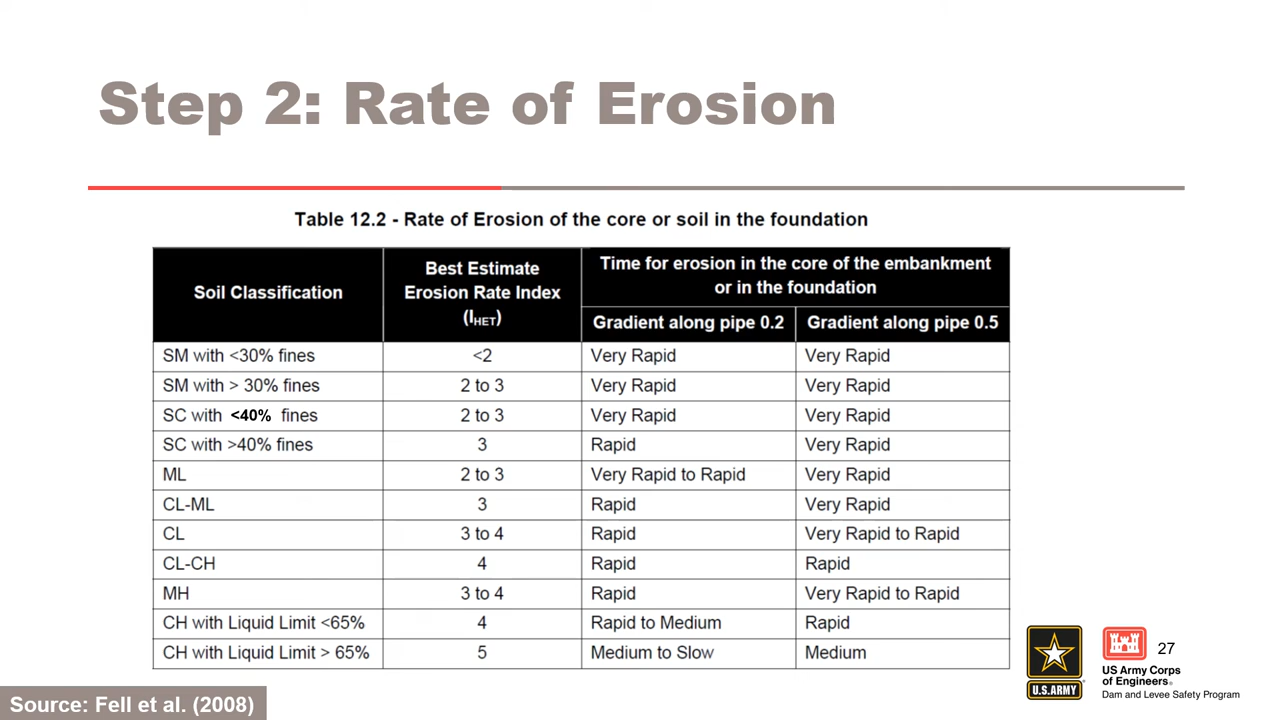 Step 2: Rate of Erosion
Table 12.2 - Rate of Erosion of the core or soil in the foundation
Soil Classification
Best Estimate
Erosion Rate Index
(IHET)
Time for erosion in the core of the embankment
or in the foundation
Gradient along pipe 0.2 Gradient along pipe 0.5
SM with <30% fines <2 Very Rapid Very Rapid
SM with > 30% fines 2 to 3 Very Rapid Very Rapid
SC with <40% fines 2 to 3 Very Rapid Very Rapid
SC with >40% fines 3 Rapid Very Rapid
ML 2 to 3 Very Rapid to Rapid Very Rapid
CL-ML 3 Rapid Very Rapid
CL 3 to 4 Rapid Very Rapid to Rapid
CL-CH 4 Rapid Rapid
MH 3 to 4 Rapid Very Rapid to Rapid
CH with Liquid Limit <65% 4 Rapid to Medium Rapid
CH with Liquid Limit > 65% 5 Medium to Slow Medium
U.S. ARMY
27
US Army Corps
of Engineers®
Dam and Levee Safety Program
Source: Fell et al. (2008)